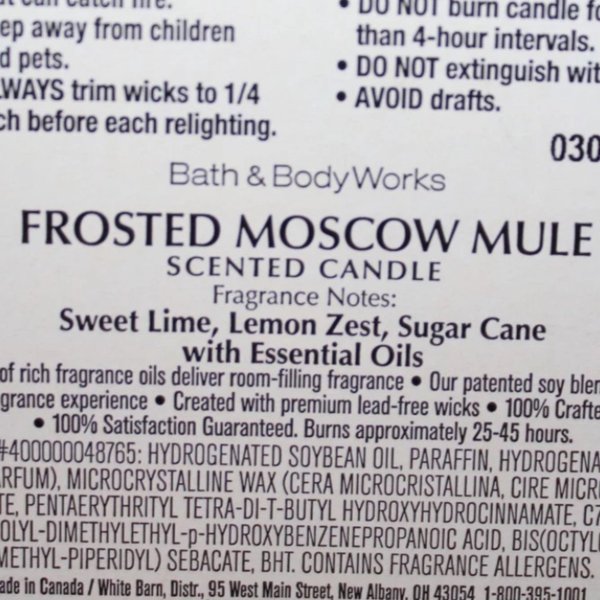 can catch fire.
ep away from children
d pets.
WAYS trim wicks to 1/4
ch before each relighting.
• DO NOT burn candle fo
than 4-hour intervals.
• DO NOT extinguish wit
• AVOID drafts.
030
Bath & Body Works
FROSTED MOSCOW MULE
SCENTED CANDLE
Fragrance Notes:
Sweet Lime, Lemon Zest, Sugar Cane
with Essential Oils
of rich fragrance oils deliver room-filling fragrance • Our patented soy blen
grance experience • Created with premium lead-free wicks • 100% Crafte
• 100% Satisfaction Guaranteed. Burns approximately 25-45 hours.
#400000048765: HYDROGENATED SOYBEAN OIL, PARAFFIN, HYDROGENA
ARFUM), MICROCRYSTALLINE WAX (CERA MICROCRISTALLINA, CIRE MICR
TE, PENTAERYTHRITYL TETRA-DI-T-BUTYL HYDROXYHYDROCINNAMATE, C7
OLYL-DIMETHYLETHYL-p-HYDROXYBENZENEPROPANOIC ACID, BIS(OCTYL
METHYL-PIPERIDYL) SEBACATE, BHT. CONTAINS FRAGRANCE ALLERGENS.
ade in Canada / White Barn, Distr., 95 West Main Street, New Albany, OH 43054 1-800-395-1001